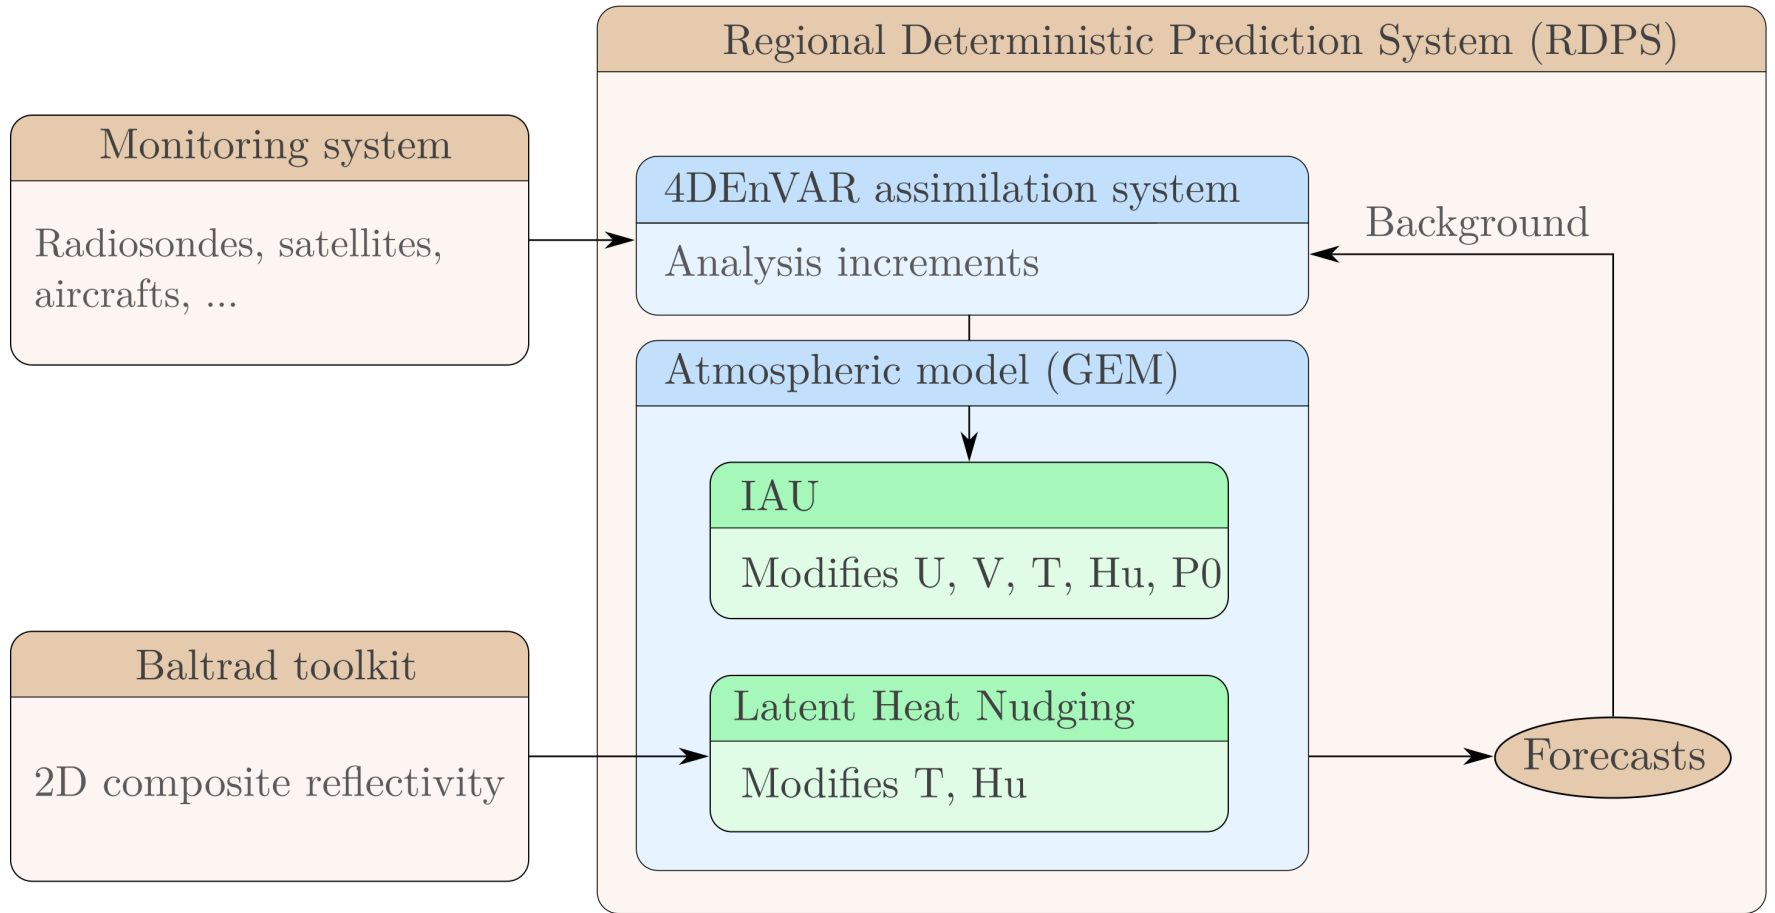 Regional Deterministic Prediction System (RDPS)
Monitoring system
Radiosondes, satellites,
aircrafts, ...
4DEnVAR assimilation system
Analysis increments
Background
Atmospheric model (GEM)
IAU
Modifies U, V, T, Hu, P0
Baltrad toolkit
2D composite reflectivity
Latent Heat Nudging
Modifies T, Hu
Forecasts